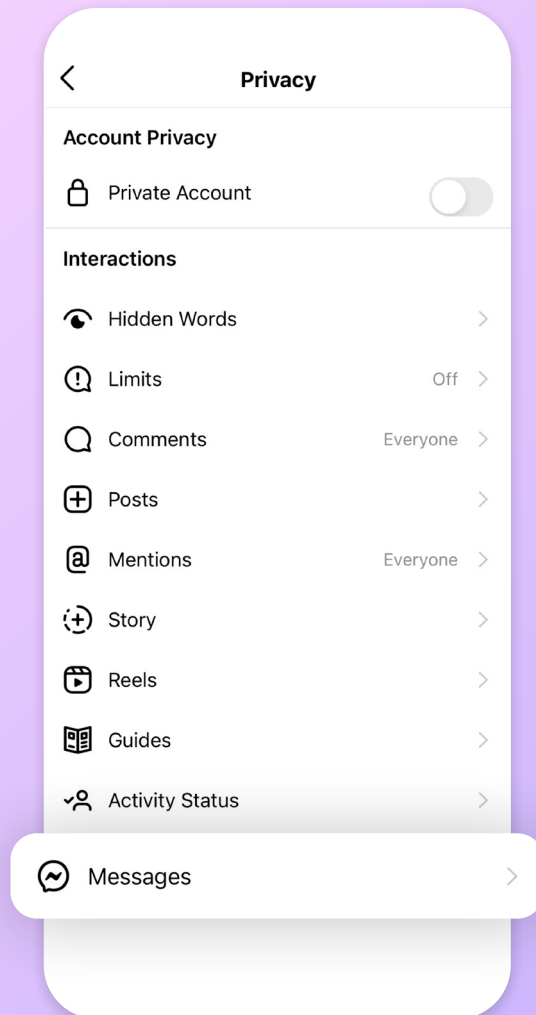 Privacy
Account Privacy
Private Account
Interactions
Hidden Words
Limits Off
Comments Everyone
Posts
Mentions Everyone
Story
Reels
Guides
Activity Status
Messages